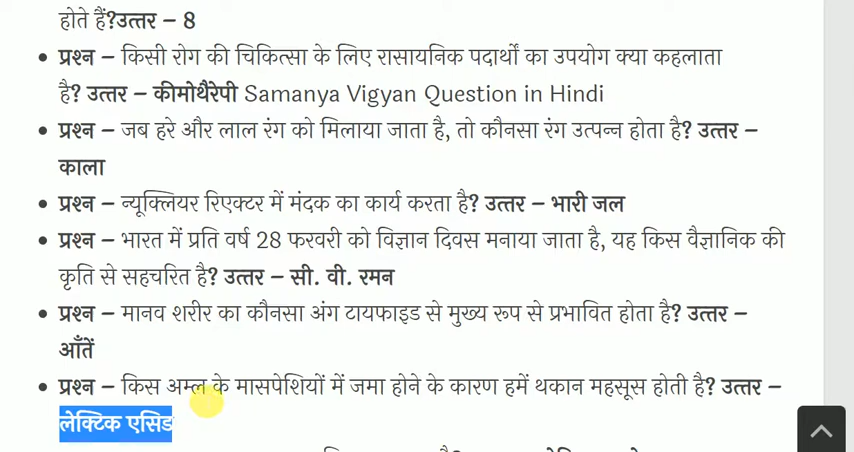 होते हैं?उत्तर – 8
प्रश्न – किसी रोग की चिकित्सा के लिए रासायनिक पदार्थों का उपयोग क्या कहलाता
है? उत्तर – कीमोथैरेपी Samanya Vigyan Question in Hindi
प्रश्न – जब हरे और लाल रंग को मिलाया जाता है, तो कौनसा रंग उत्पन्न होता है? उत्तर –
काला
प्रश्न – न्यूक्लियर रिएक्टर में मंदक का कार्य करता है? उत्तर – भारी जल
प्रश्न – भारत में प्रति वर्ष 28 फरवरी को विज्ञान दिवस मनाया जाता है, यह किस वैज्ञानिक की
कृति से सहचरित है? उत्तर – सी. वी. रमन
प्रश्न – मानव शरीर का कौनसा अंग टायफाइड से मुख्य रूप से प्रभावित होता है? उत्तर –
आँतें
प्रश्न – किस अम्ल के मासपेशियों में जमा होने के कारण हमें थकान महसूस होती है? उत्तर –
लेक्टिक एसिड